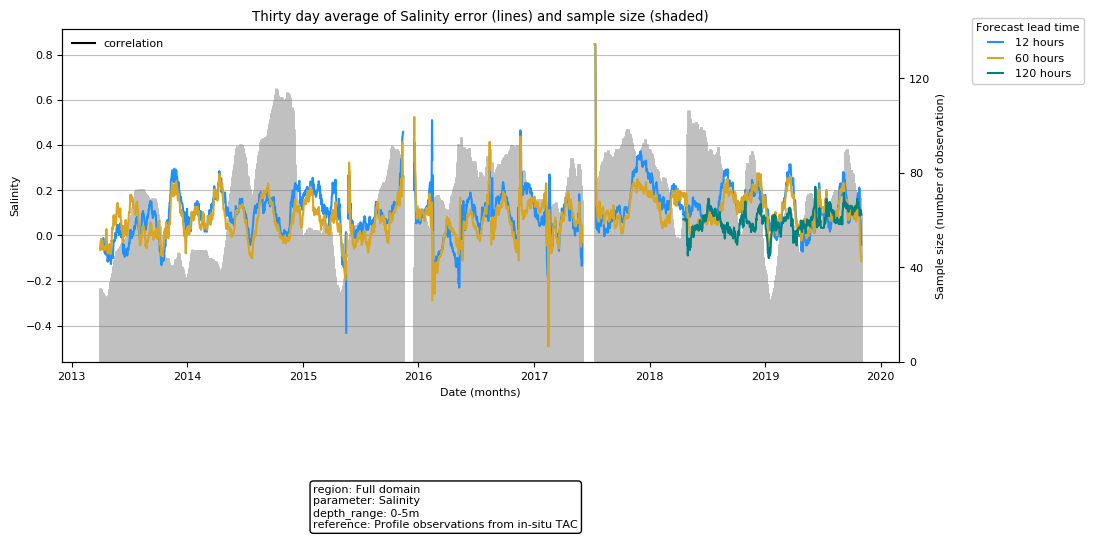 Thirty day average of Salinity error (lines) and sample size (shaded)
correlation
Forecast lead time
12 hours
60 hours
120 hours
Salinity
0.8
0.6
0.4
0.2
0.0
−0.2
−0.4
120
80
40
0
Sample size (number of observation)
2013 2014 2015 2016 2017 2018 2019 2020
Date (months)
region: Full domain
parameter: Salinity
depth_range: 0-5m
reference: Profile observations from in-situ TAC